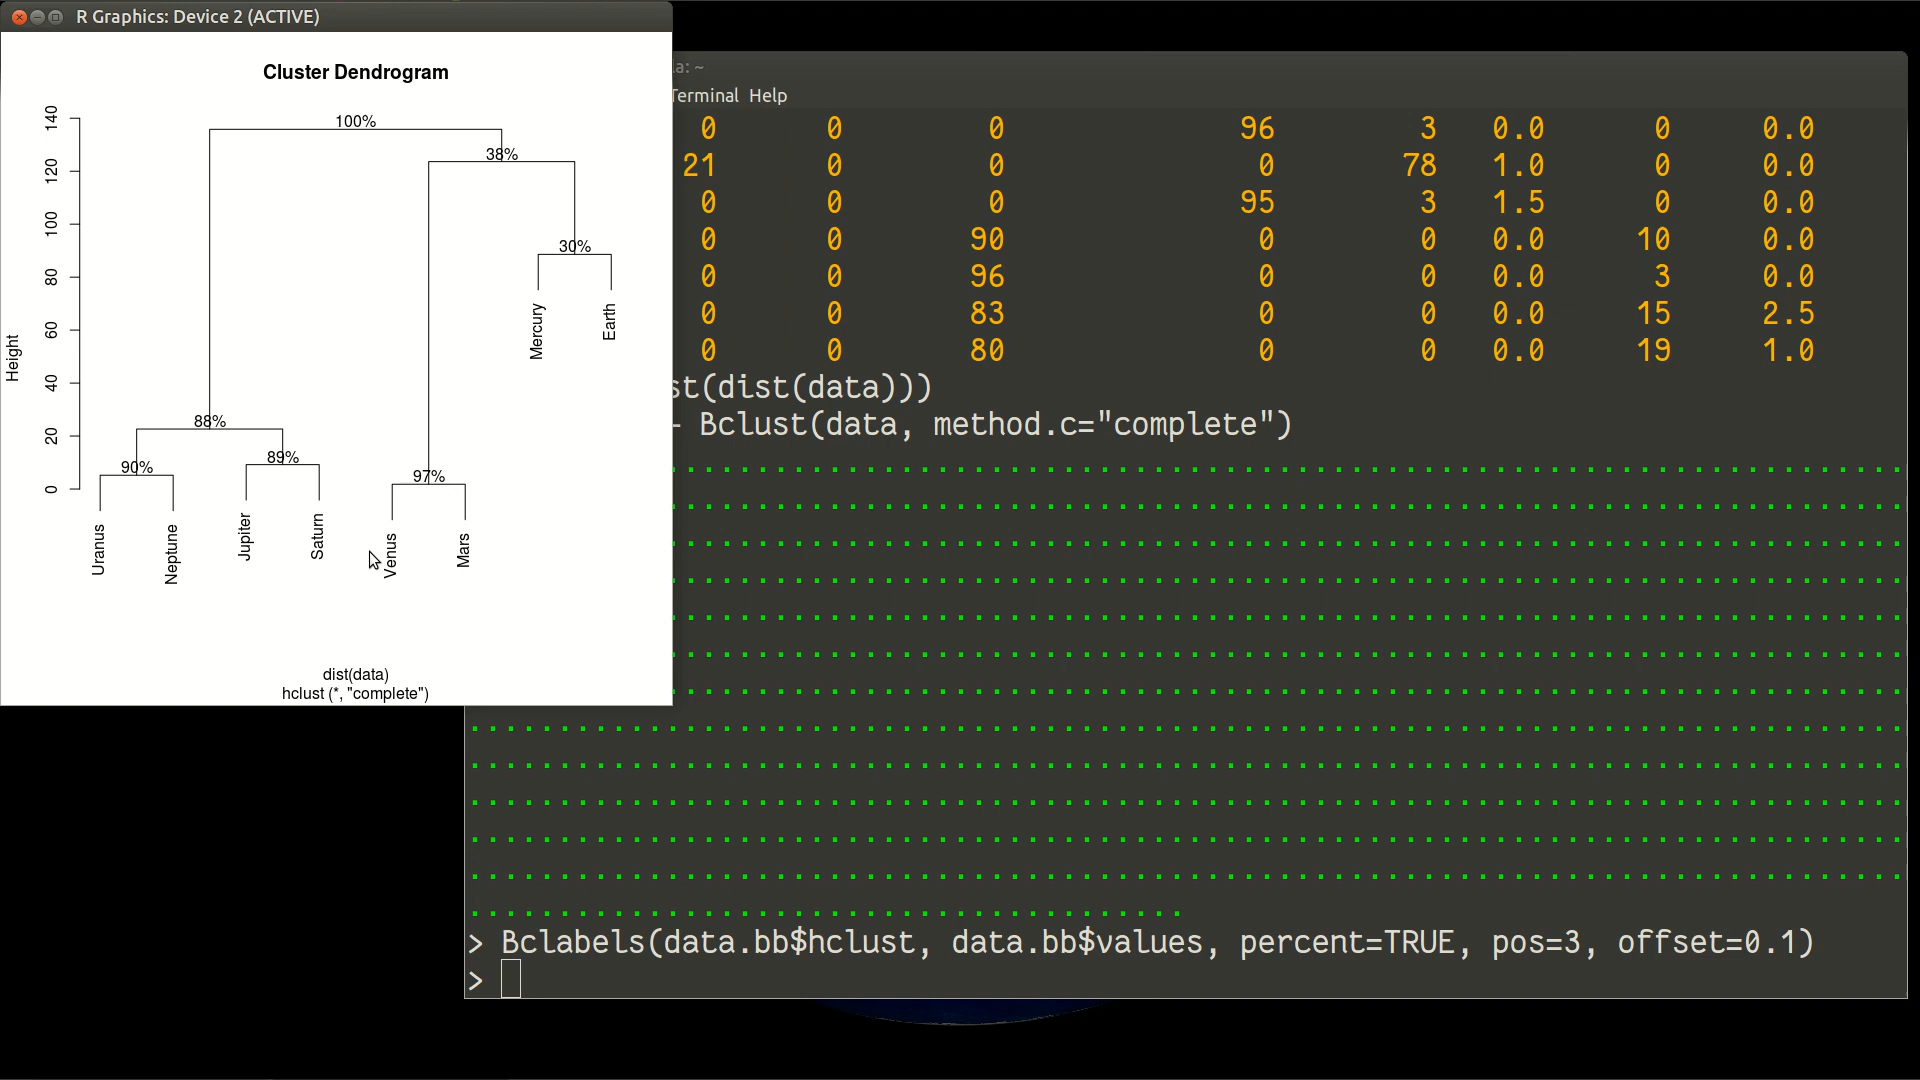 R Graphics: Device 2 (ACTIVE)
Cluster Dendrogram
Height
0 20 40 60 80 100 120 140
100%
38%
30%
88%
90%
89%
97%
Mercury
Earth
Uranus
Neptune
Jupiter
Saturn
Venus
Mars
dist(data)
hclust (*, "complete")
la: ~
Terminal Help
0 0 0 96 3 0.0 0 0.0
21 0 0 0 78 1.0 0 0.0
0 0 0 95 3 1.5 0 0.0
0 0 90 0 0 0.0 10 0.0
0 0 96 0 0 0.0 3 0.0
0 0 83 0 0 0.0 15 2.5
0 0 80 0 0 0.0 19 1.0
st(dist(data)))
- Bclust(data, method.c="complete")
> Bclabels(data.bb$hclust, data.bb$values, percent=TRUE, pos=3, offset=0.1)
>